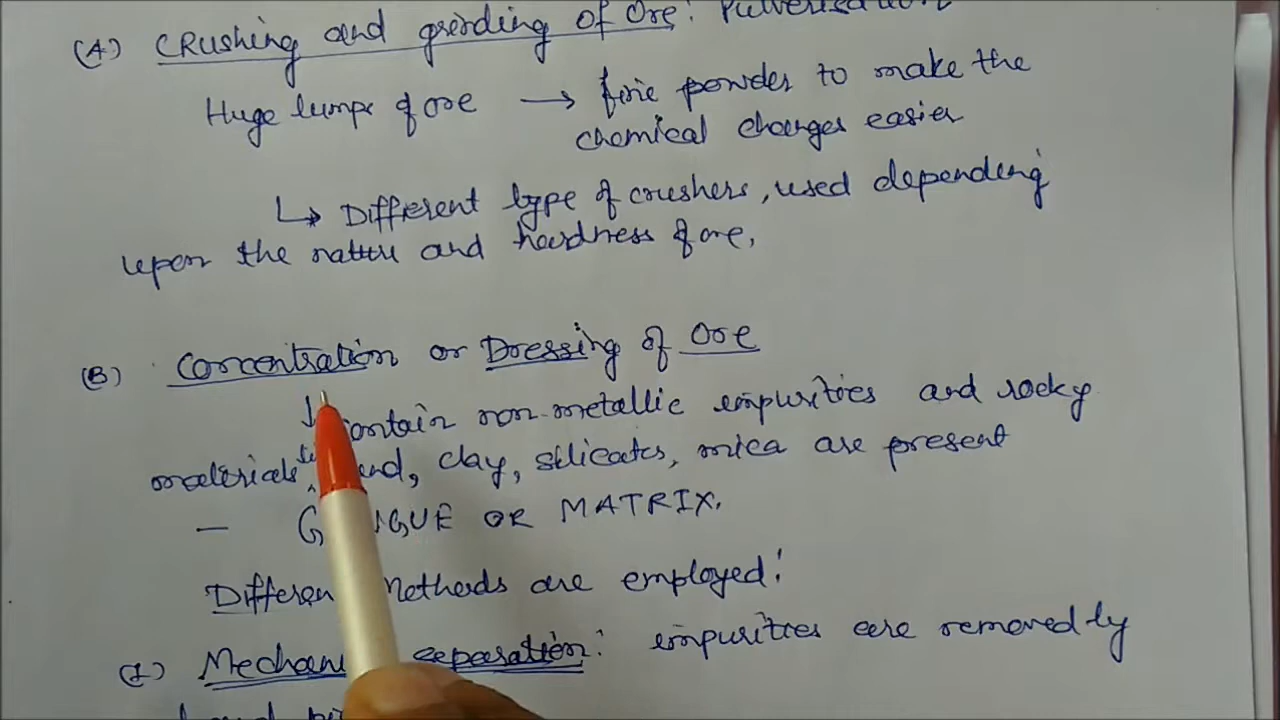 (A) CRushing and grinding of Ore: Pulverisation
Huge lumps of ore → fine powder to make the
chemical changes easier
↳ Different type of crushers, used depending
upon the nature and hardness of ore.
(B) Concentration or Dressing of Ore
↓ contain non-metallic impurities and rocky
materials, clay, silicates, mica are present
— OR MATRIX.
Methods are employed:
(I) separation: impurities are removed by